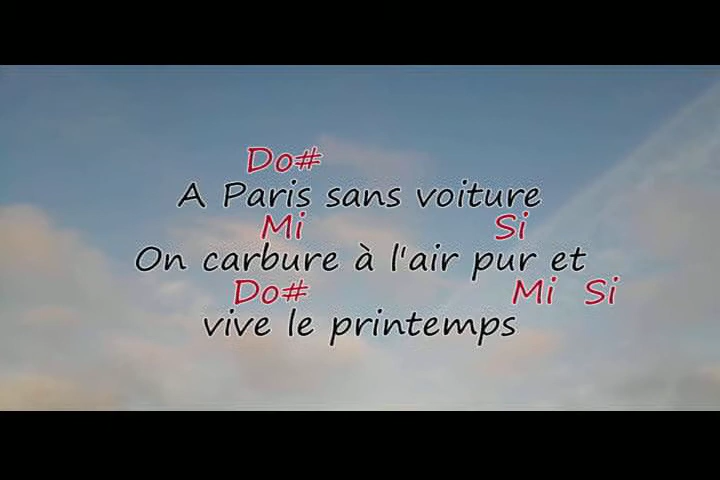 Do#
A Paris sans voiture
Mi Si
On carbure à l'air pur et
Do# Mi Si
vive le printemps